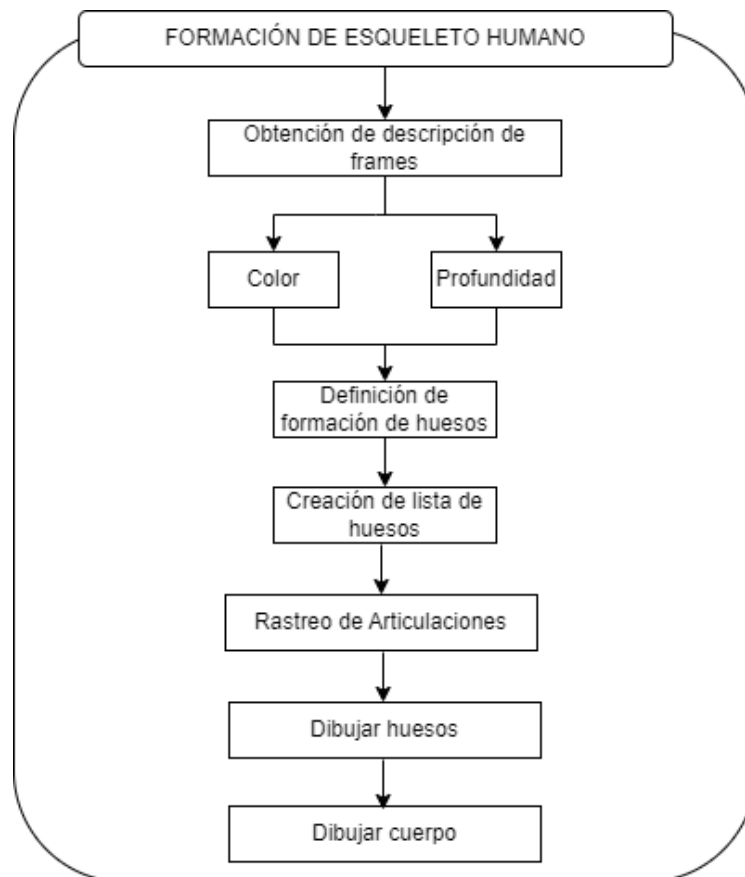 FORMACIÓN DE ESQUELETO HUMANO
Obtención de descripción de
frames
Color
Profundidad
Definición de
formación de huesos
Creación de lista de
huesos
Rastreo de Articulaciones
Dibujar huesos
Dibujar cuerpo